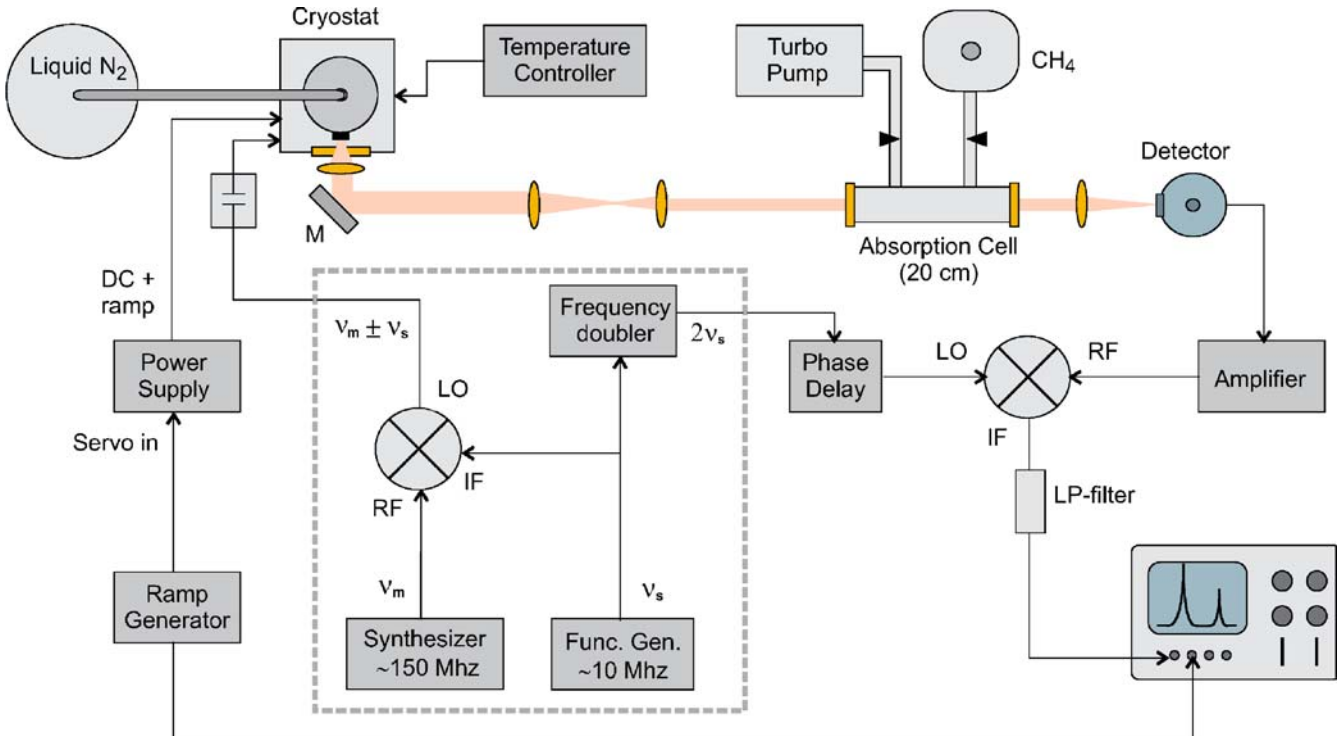 Cryostat
Liquid N₂
Temperature
Controller
Turbo
Pump
CH₄
Detector
M
Absorption Cell
(20 cm)
DC +
ramp
νₘ ± νₛ
Frequency
doubler
2νₛ
Power
Supply
Phase
Delay
LO
RF
Amplifier
LO
Servo in
IF
RF
IF
LP-filter
νₘ
νₛ
Ramp
Generator
Synthesizer
~150 Mhz
Func. Gen.
~10 Mhz